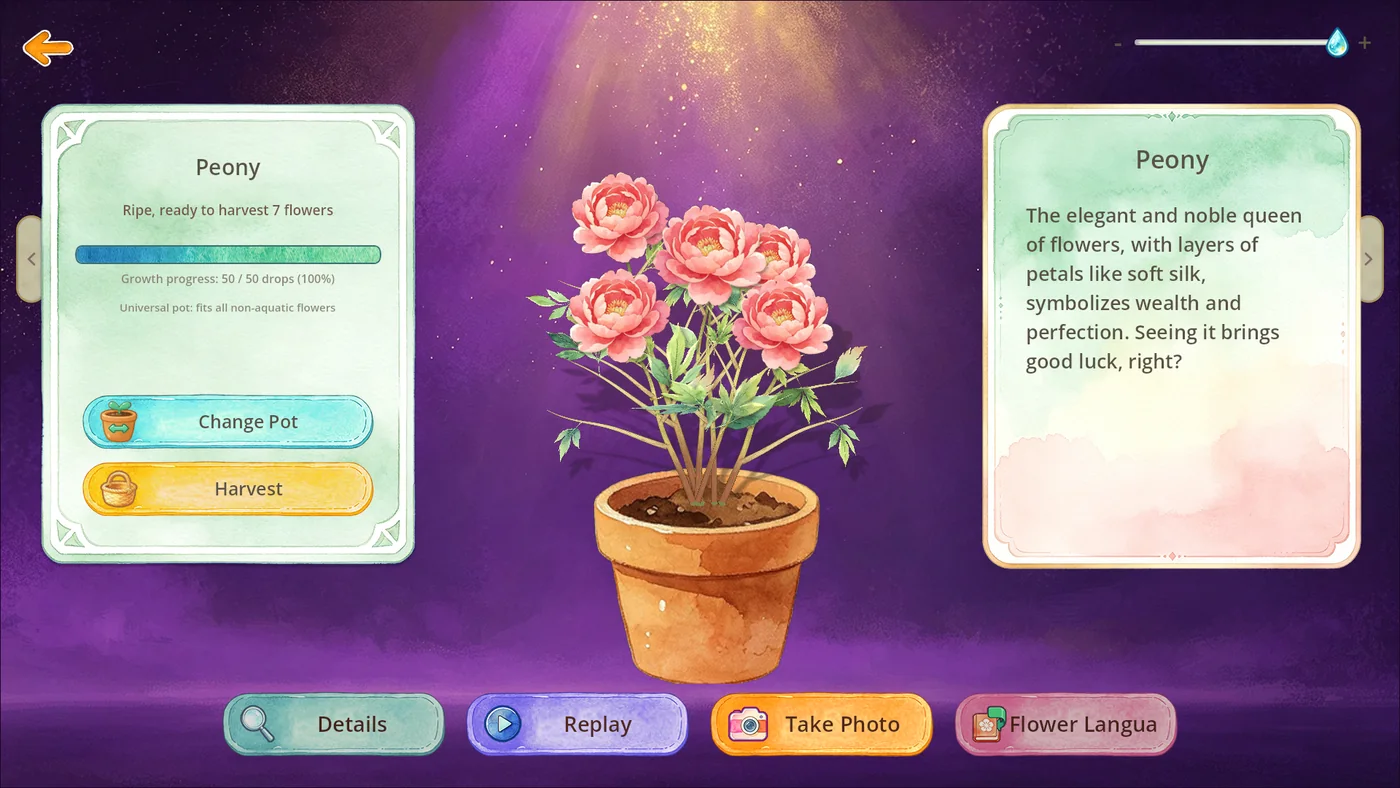 - +
Peony
Ripe, ready to harvest 7 flowers
Growth progress: 50 / 50 drops (100%)
Universal pot: fits all non-aquatic flowers
Change Pot
Harvest
Peony
The elegant and noble queen
of flowers, with layers of
petals like soft silk,
symbolizes wealth and
perfection. Seeing it brings
good luck, right?
Details
Replay
Take Photo
Flower Langua